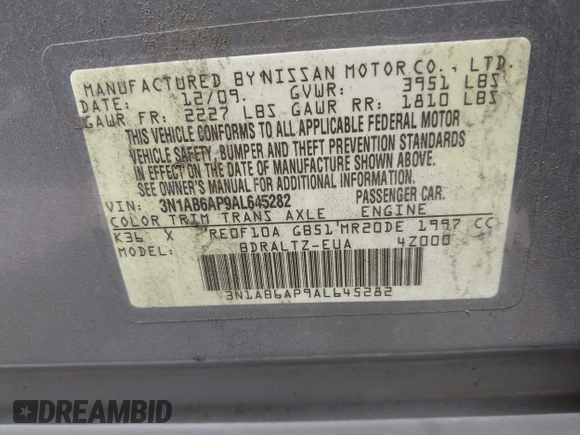 MANUFACTURED BY NISSAN MOTOR CO., LTD.
DATE: 12/09. GVWR: 3951 LBS
GAWR FR: 2227 LBS GAWR RR: 1810 LBS
THIS VEHICLE CONFORMS TO ALL APPLICABLE FEDERAL MOTOR
VEHICLE SAFETY, BUMPER AND THEFT PREVENTION STANDARDS
IN EFFECT ON THE DATE OF MANUFACTURE SHOWN ABOVE.
SEE OWNER'S MANUAL FOR ADDITIONAL INFORMATION.
VIN: 3N1AB6AP9AL645282 PASSENGER CAR.
COLOR TRIM TRANS AXLE ENGINE
K36 X RE0F10A GB51 MR20DE 1997 CC
MODEL: BDRALTZ-EUA 4Z000
3N1AB6AP9AL645282
DREAMBID